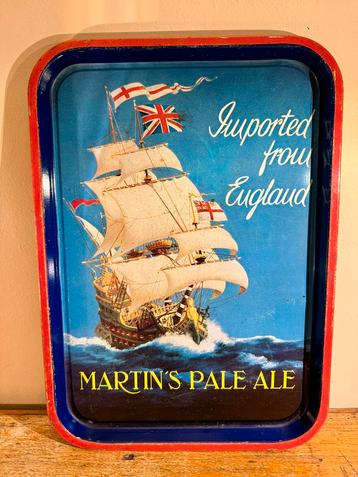 Imported
from
England
MARTIN'S PALE ALE